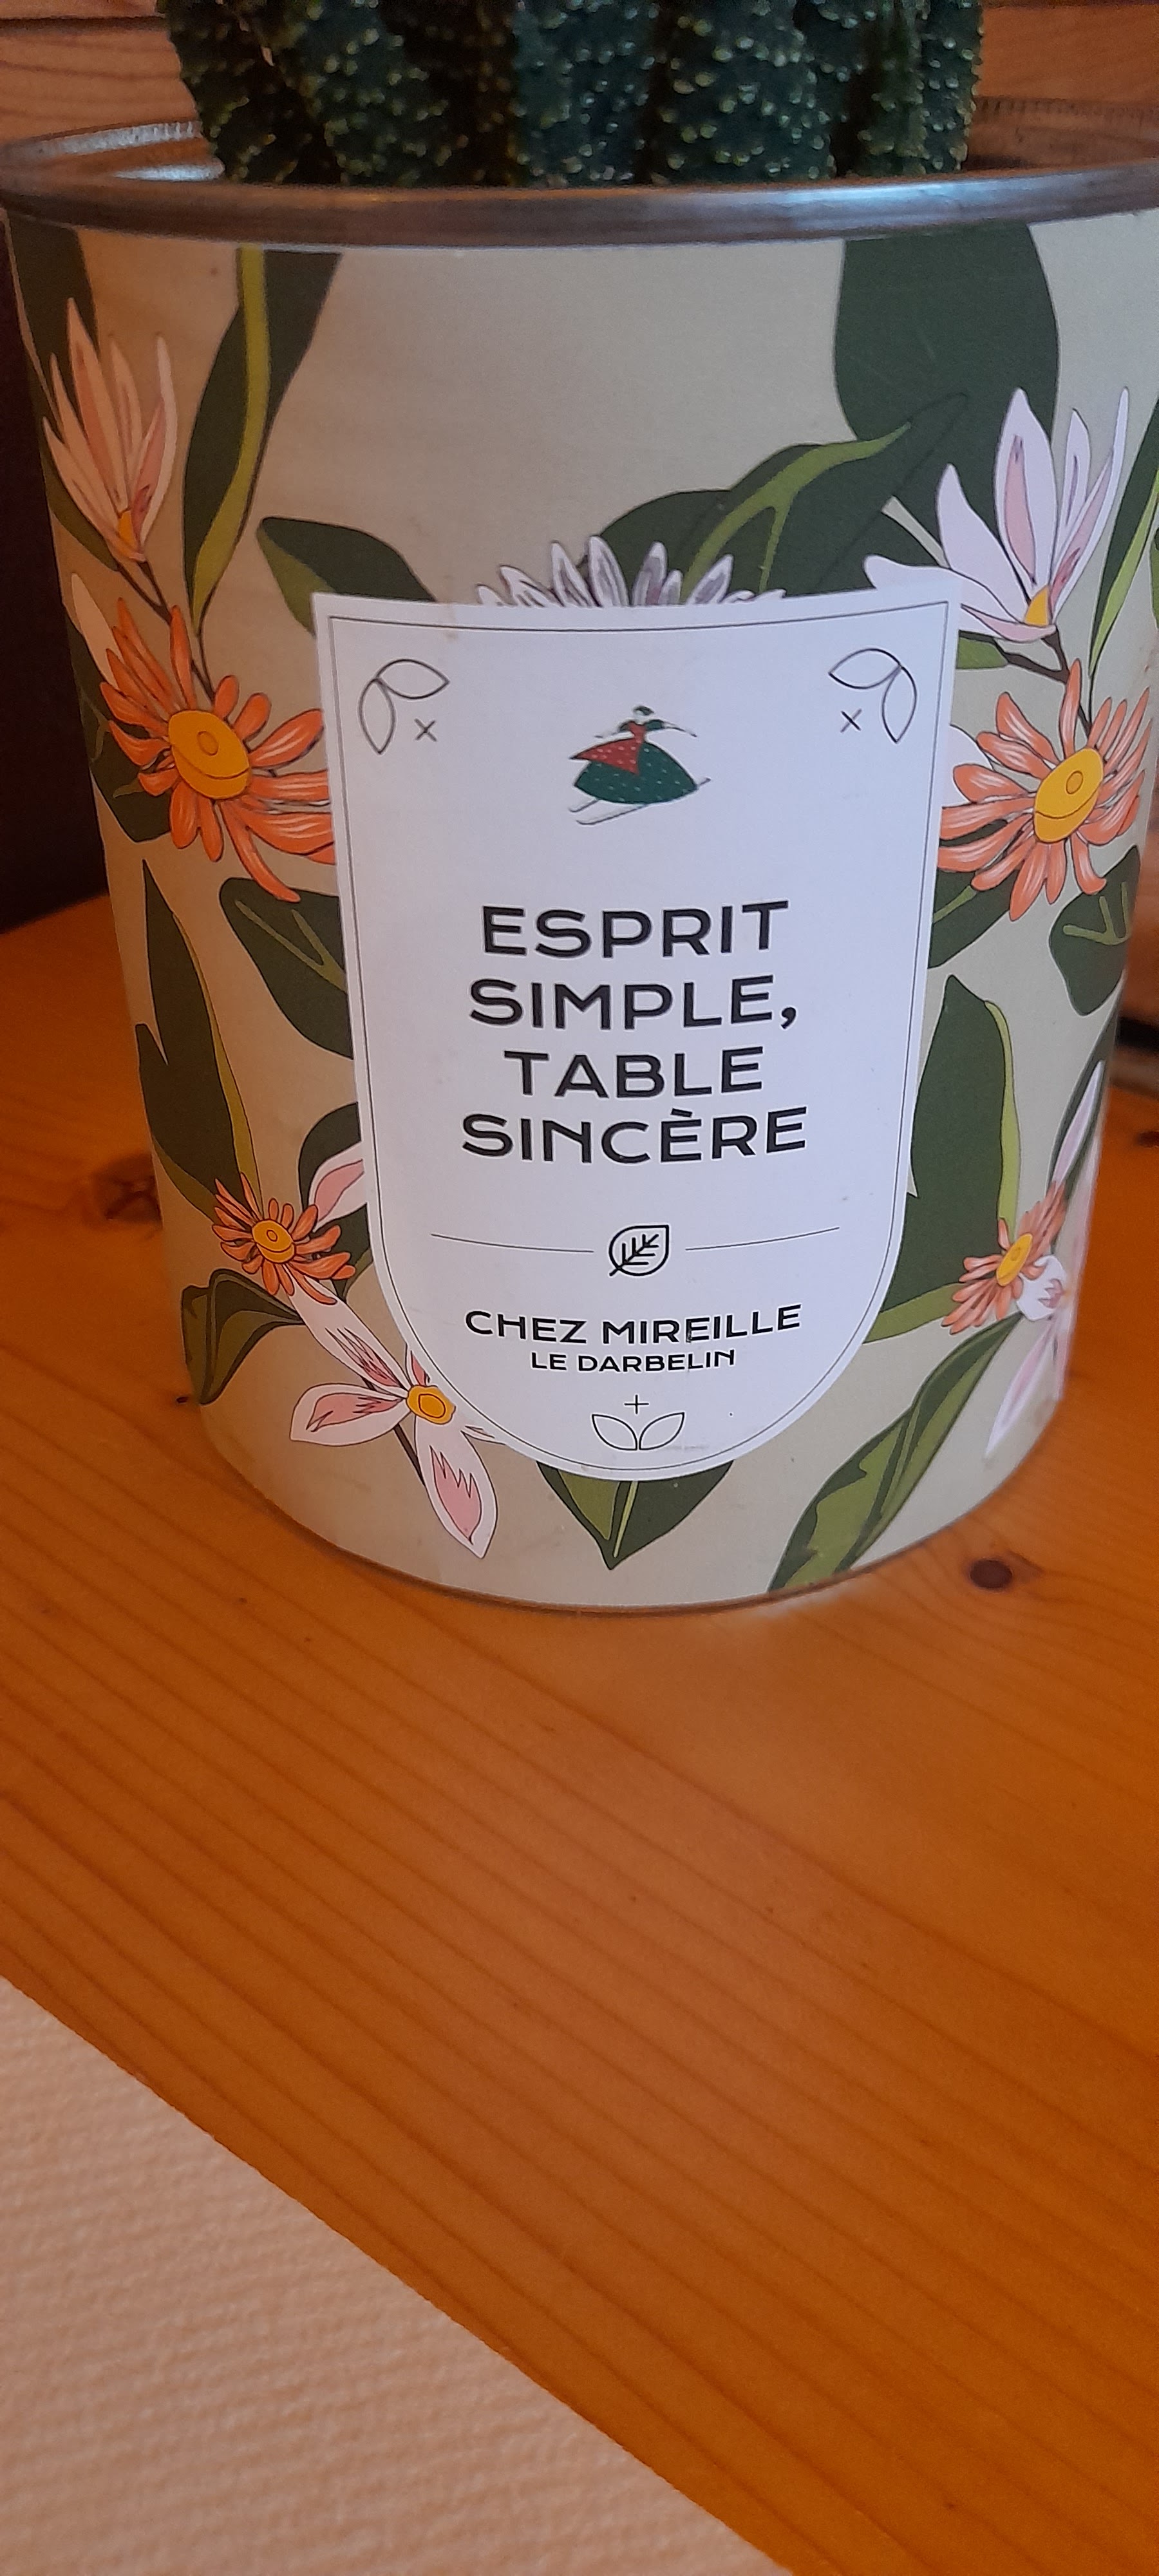 ESPRIT
SIMPLE,
TABLE
SINCÈRE
CHEZ MIREILLE
LE DARBELIN